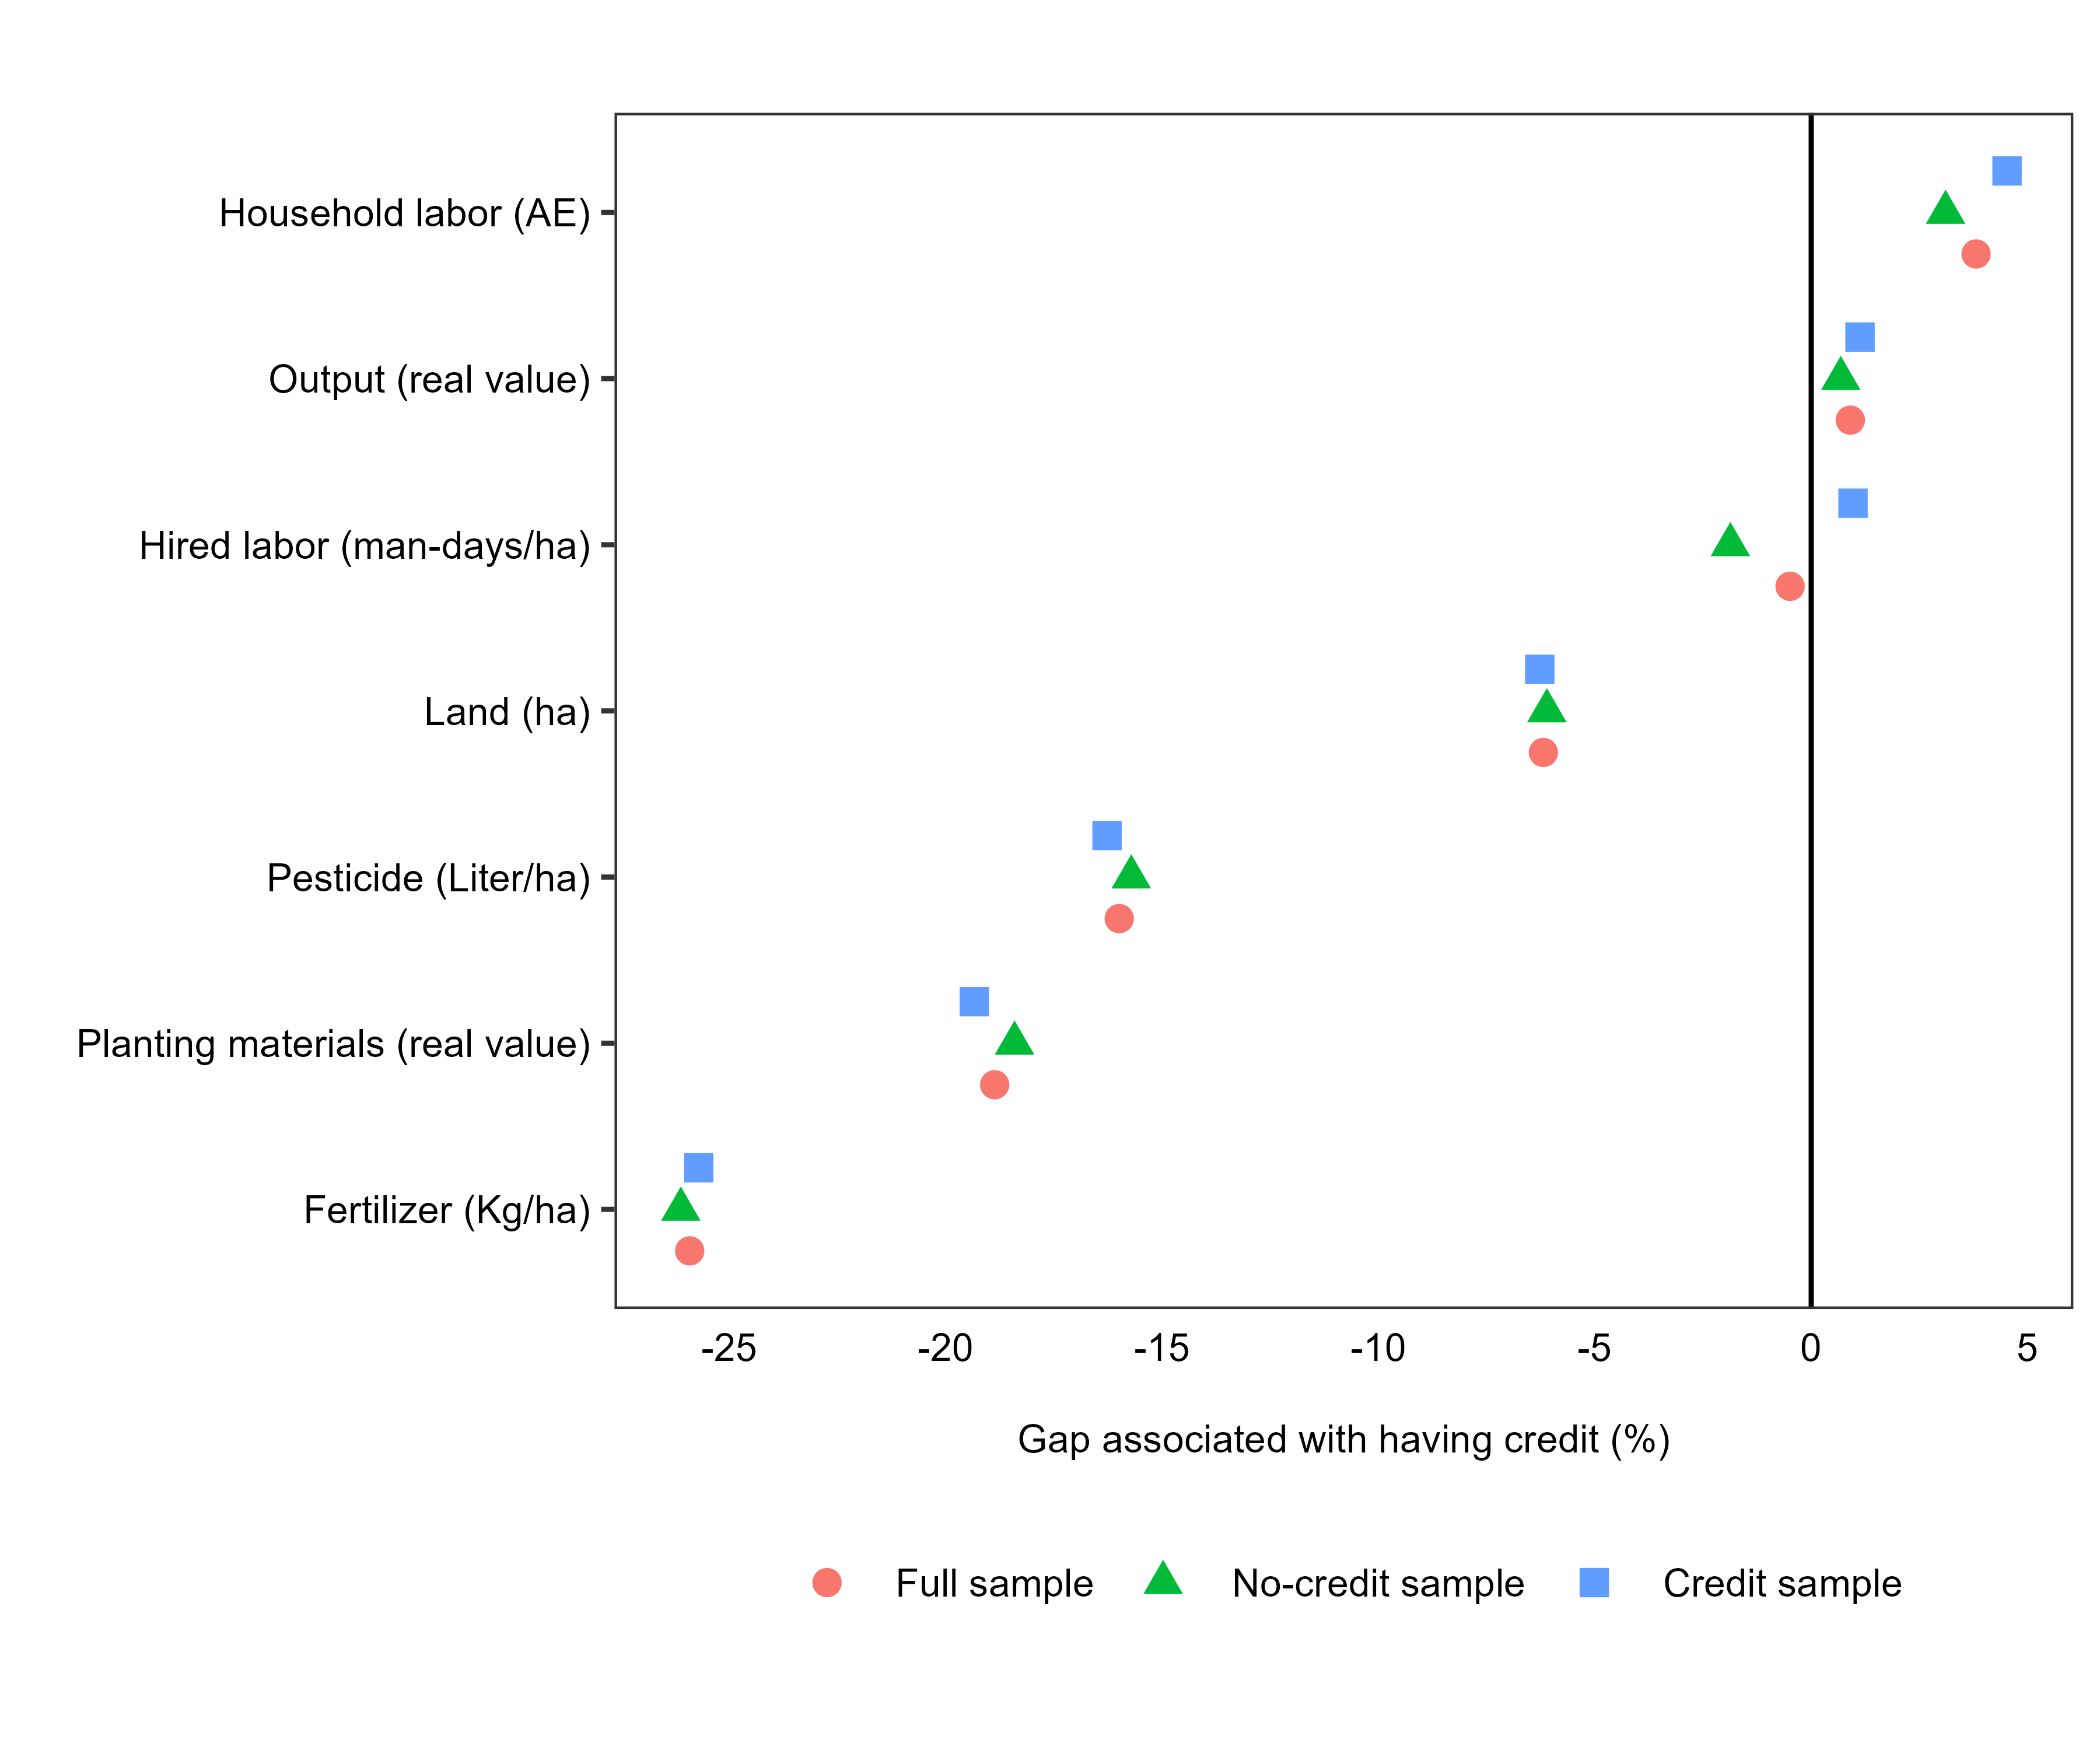 Household labor (AE)
Output (real value)
Hired labor (man-days/ha)
Land (ha)
Pesticide (Liter/ha)
Planting materials (real value)
Fertilizer (Kg/ha)
-25 -20 -15 -10 -5 0 5
Gap associated with having credit (%)
Full sample No-credit sample Credit sample